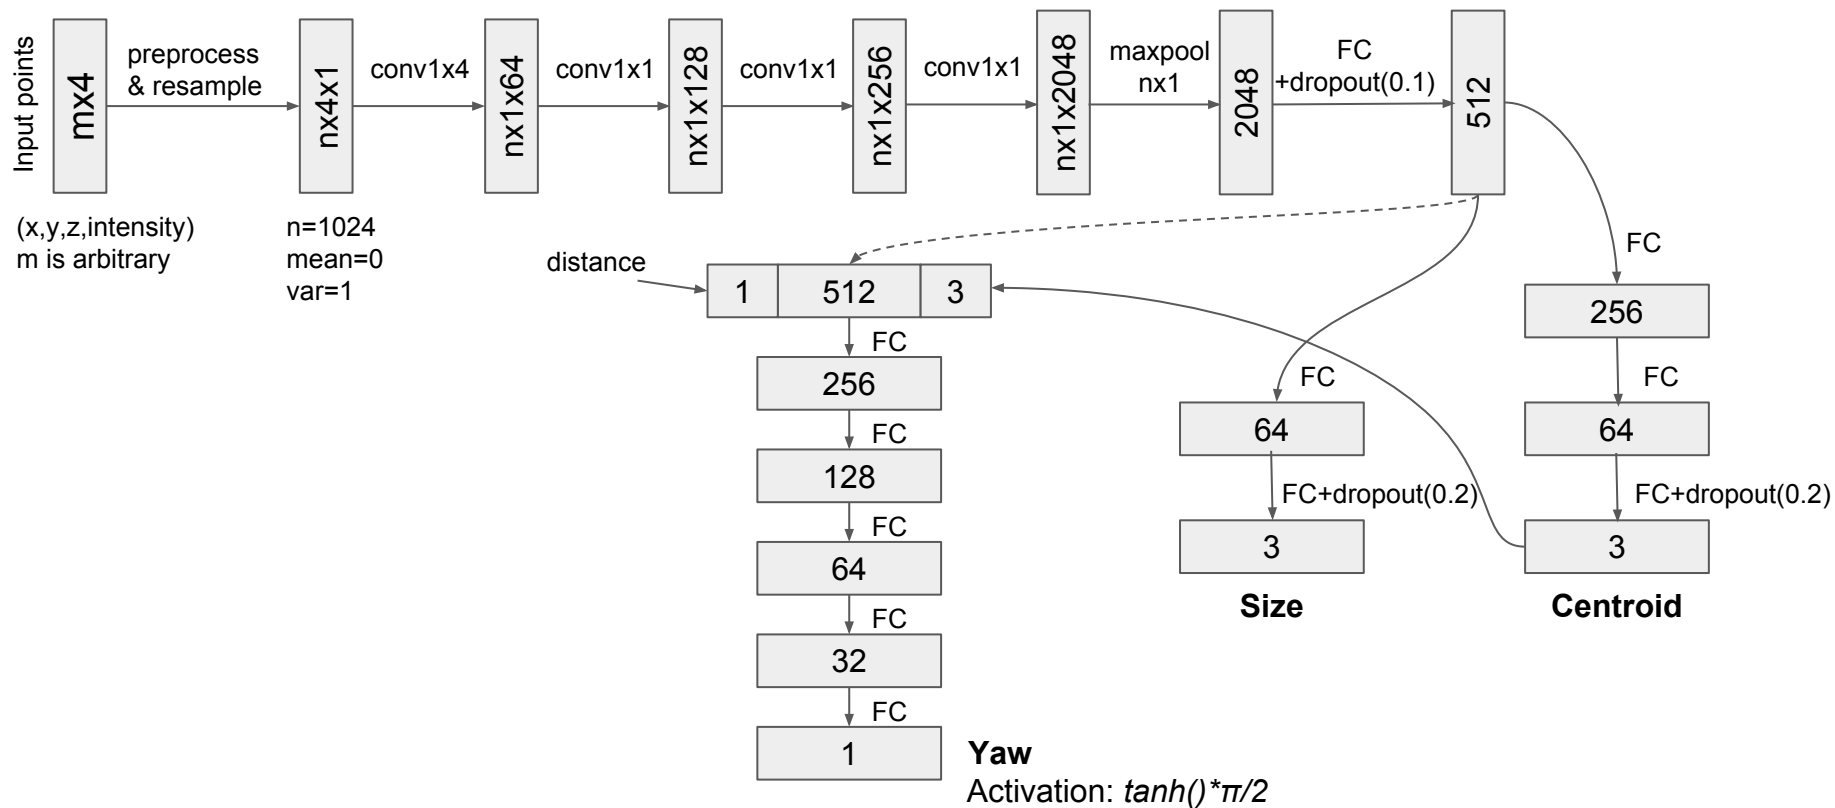 Input points
mx4
preprocess
& resample
nx4x1
conv1x4
nx1x64
conv1x1
nx1x128
conv1x1
nx1x256
conv1x1
nx1x2048
maxpool
nx1
2048
FC
+dropout(0.1)
512
(x,y,z,intensity)
m is arbitrary
n=1024
mean=0
var=1
distance
1
512
3
FC
256
FC
128
FC
64
FC
32
FC
1
Yaw
Activation: tanh()*π/2
FC
64
FC+dropout(0.2)
3
Size
FC
256
FC
64
FC+dropout(0.2)
3
Centroid